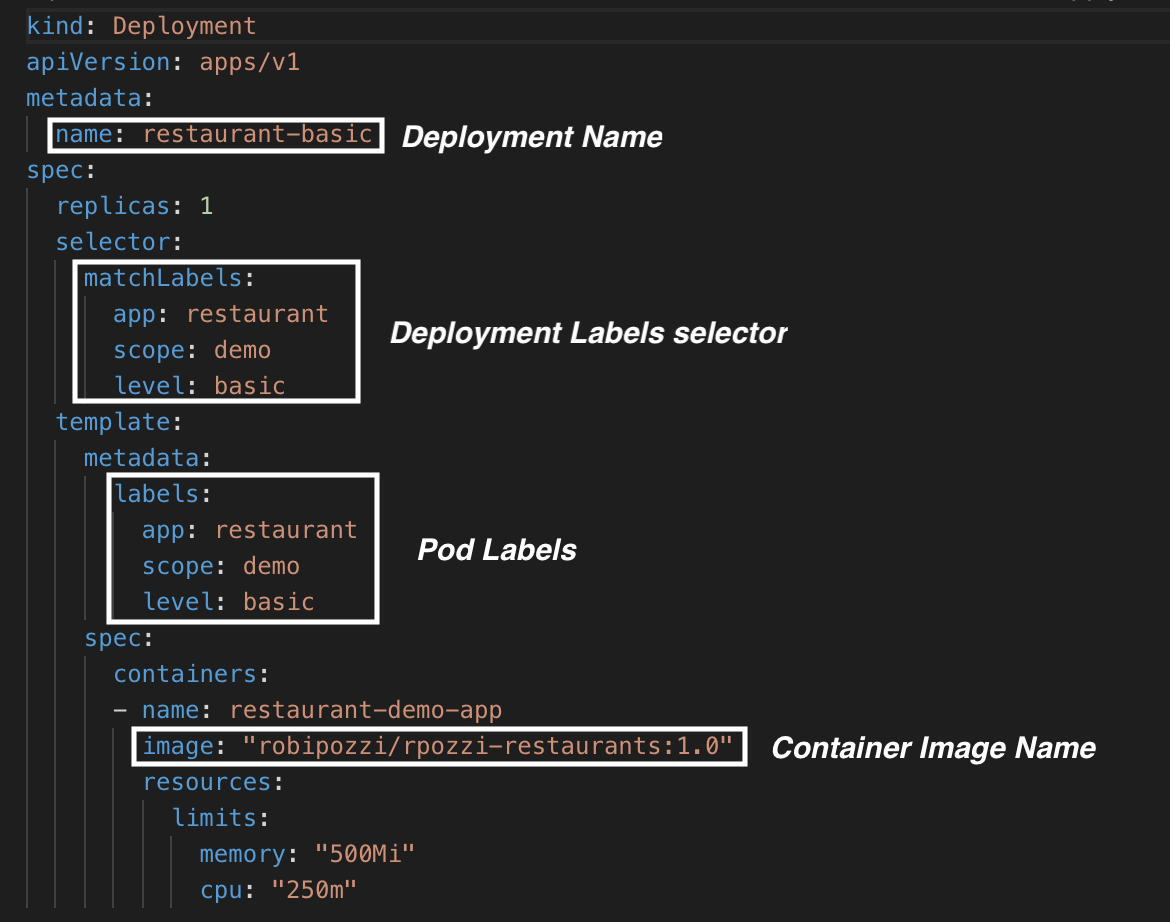 kind: Deployment
apiVersion: apps/v1
metadata:
name: restaurant-basic Deployment Name
spec:
replicas: 1
selector:
matchLabels:
app: restaurant
Deployment Labels selector
scope: demo
level: basic
template:
metadata:
labels:
app: restaurant
Pod Labels
scope: demo
level: basic
spec:
containers:
- name: restaurant-demo-app
image: "robipozzi/rpozzi-restaurants:1.0" Container Image Name
resources:
limits:
memory: "500Mi"
cpu: "250m"